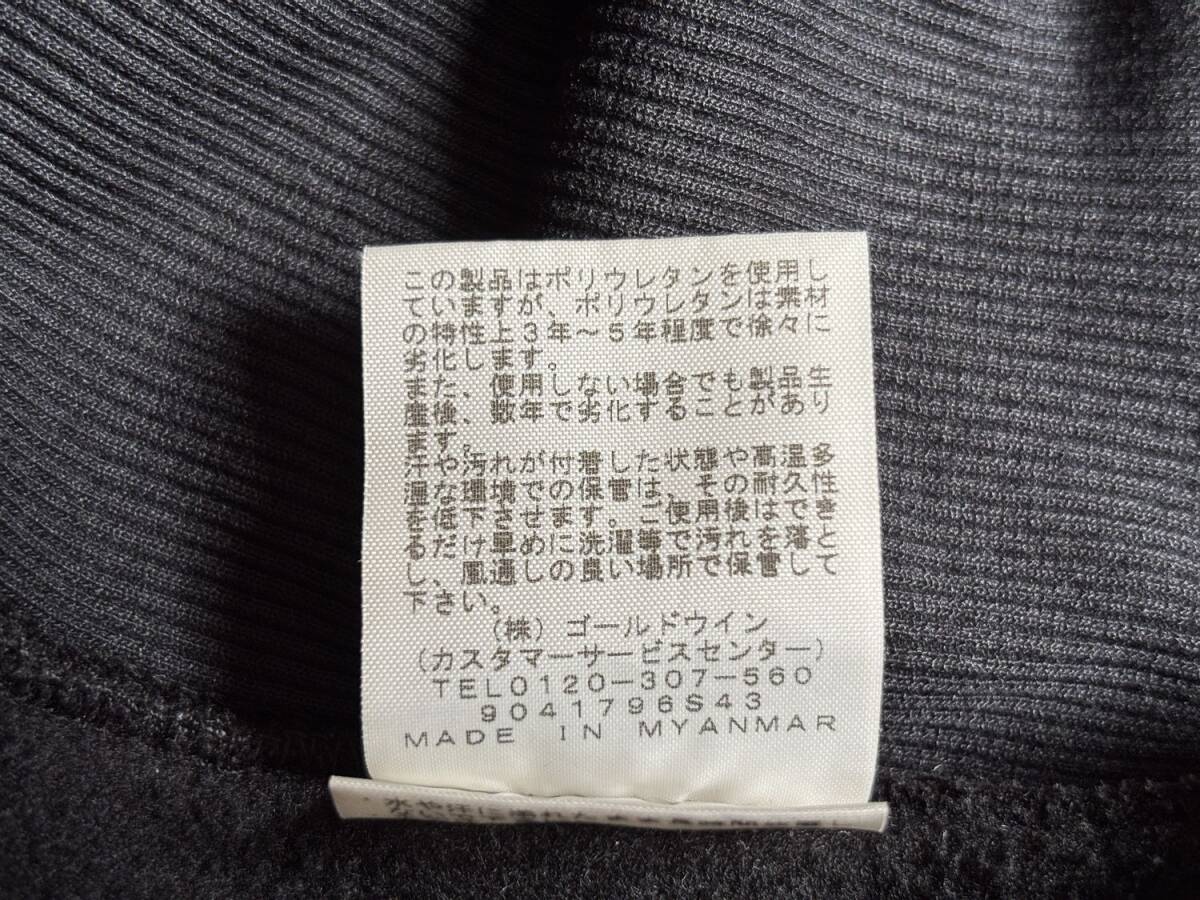 この製品はポリウレタンを使用し
ていますが、ポリウレタンは素材
の特性上3年～5年程度で徐々に
劣化します。
また、使用しない場合でも製品生
産後、数年で劣化することがあり
ます。
汗や汚れが付着した状態や高温多
湿な環境での保管は、その耐久性
を低下させます。ご使用後はでき
るだけ早めに洗濯等で汚れを落と
し、風通しの良い場所で保管して
下さい。
(株)ゴールドウイン
(カスタマーサービスセンター)
TEL0120-307-560
9041796S43
MADE IN MYANMAR
水や汗に濡れた